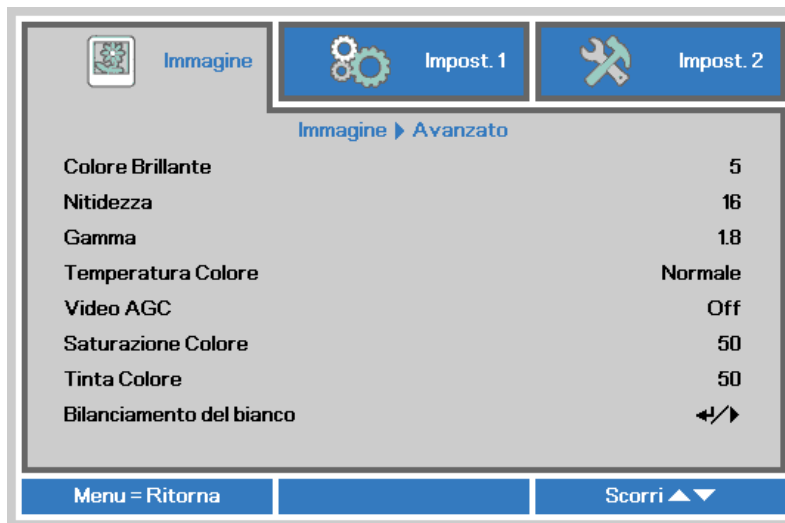 Immagine
Impost. 1
Impost. 2
Immagine ▶ Avanzato
Colore Brillante 5
Nitidezza 16
Gamma 1.8
Temperatura Colore Normale
Video AGC Off
Saturazione Colore 50
Tinta Colore 50
Bilanciamento del bianco ↵/▶
Menu = Ritorna
Scorri ▲▼